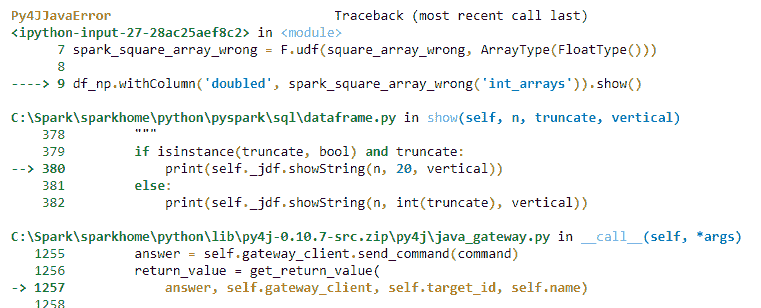 Py4JJavaError                             Traceback (most recent call last)
<ipython-input-27-28ac25aef8c2> in <module>
      7 spark_square_array_wrong = F.udf(square_array_wrong, ArrayType(FloatType()))
      8
----> 9 df_np.withColumn('doubled', spark_square_array_wrong('int_arrays')).show()
C:\Spark\sparkhome\python\pyspark\sql\dataframe.py in show(self, n, truncate, vertical)
    378         """
    379         if isinstance(truncate, bool) and truncate:
--> 380             print(self._jdf.showString(n, 20, vertical))
    381         else:
    382             print(self._jdf.showString(n, int(truncate), vertical))
C:\Spark\sparkhome\python\lib\py4j-0.10.7-src.zip\py4j\java_gateway.py in __call__(self, *args)
   1255         answer = self.gateway_client.send_command(command)
   1256         return_value = get_return_value(
-> 1257             answer, self.gateway_client, self.target_id, self.name)
   1258